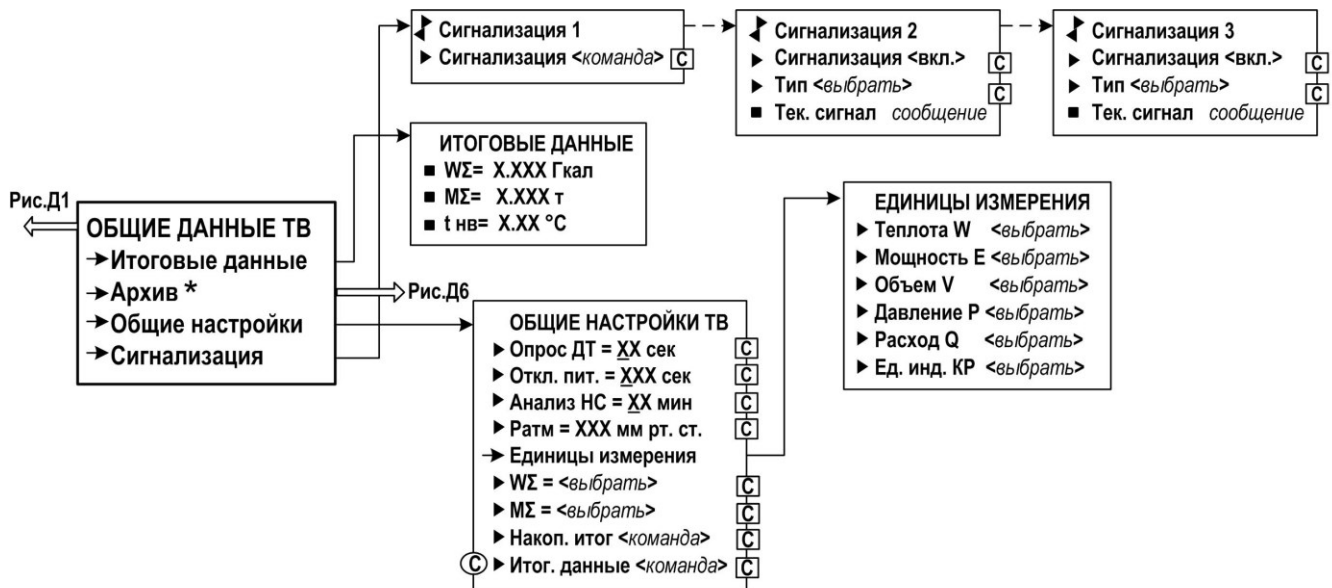 Сигнализация 1
Сигнализация <команда> С
Сигнализация 2
Сигнализация <вкл.> С
Тип <выбрать> С
Тек. сигнал сообщение
Сигнализация 3
Сигнализация <вкл.> С
Тип <выбрать> С
Тек. сигнал сообщение
ИТОГОВЫЕ ДАННЫЕ
WΣ= X.XXX Гкал
MΣ= X.XXX т
t нв= X.XX °C
Рис.Д1
ОБЩИЕ ДАННЫЕ ТВ
Итоговые данные
Архив *
Общие настройки
Сигнализация
Рис.Д6
ОБЩИЕ НАСТРОЙКИ ТВ
Опрос ДТ = XX сек С
Откл. пит. = XXX сек С
Анализ НС = XX мин С
Ратм = XXX мм рт. ст. С
Единицы измерения
WΣ = <выбрать> С
MΣ = <выбрать> С
Накоп. итог <команда> С
С Итог. данные <команда> С
ЕДИНИЦЫ ИЗМЕРЕНИЯ
Теплота W <выбрать>
Мощность E <выбрать>
Объем V <выбрать>
Давление P <выбрать>
Расход Q <выбрать>
Ед. инд. КР <выбрать>